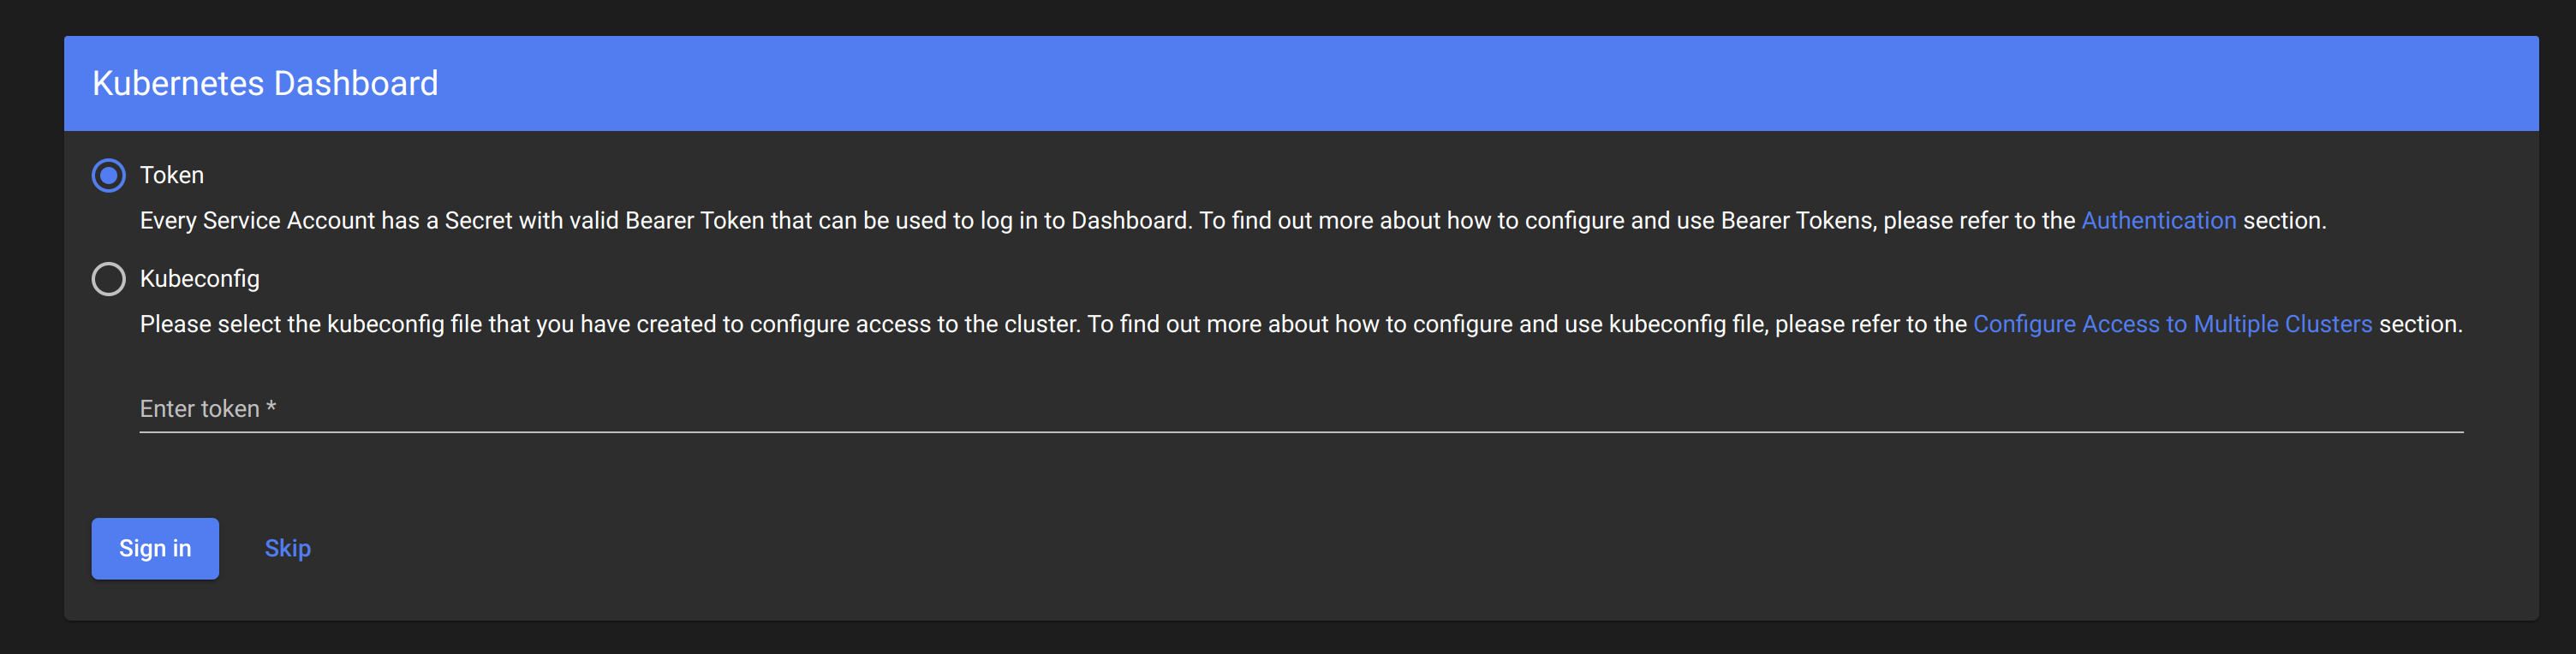 Kubernetes Dashboard
Token
Every Service Account has a Secret with valid Bearer Token that can be used to log in to Dashboard. To find out more about how to configure and use Bearer Tokens, please refer to the Authentication section.
Kubeconfig
Please select the kubeconfig file that you have created to configure access to the cluster. To find out more about how to configure and use kubeconfig file, please refer to the Configure Access to Multiple Clusters section.
Enter token *
Sign in Skip